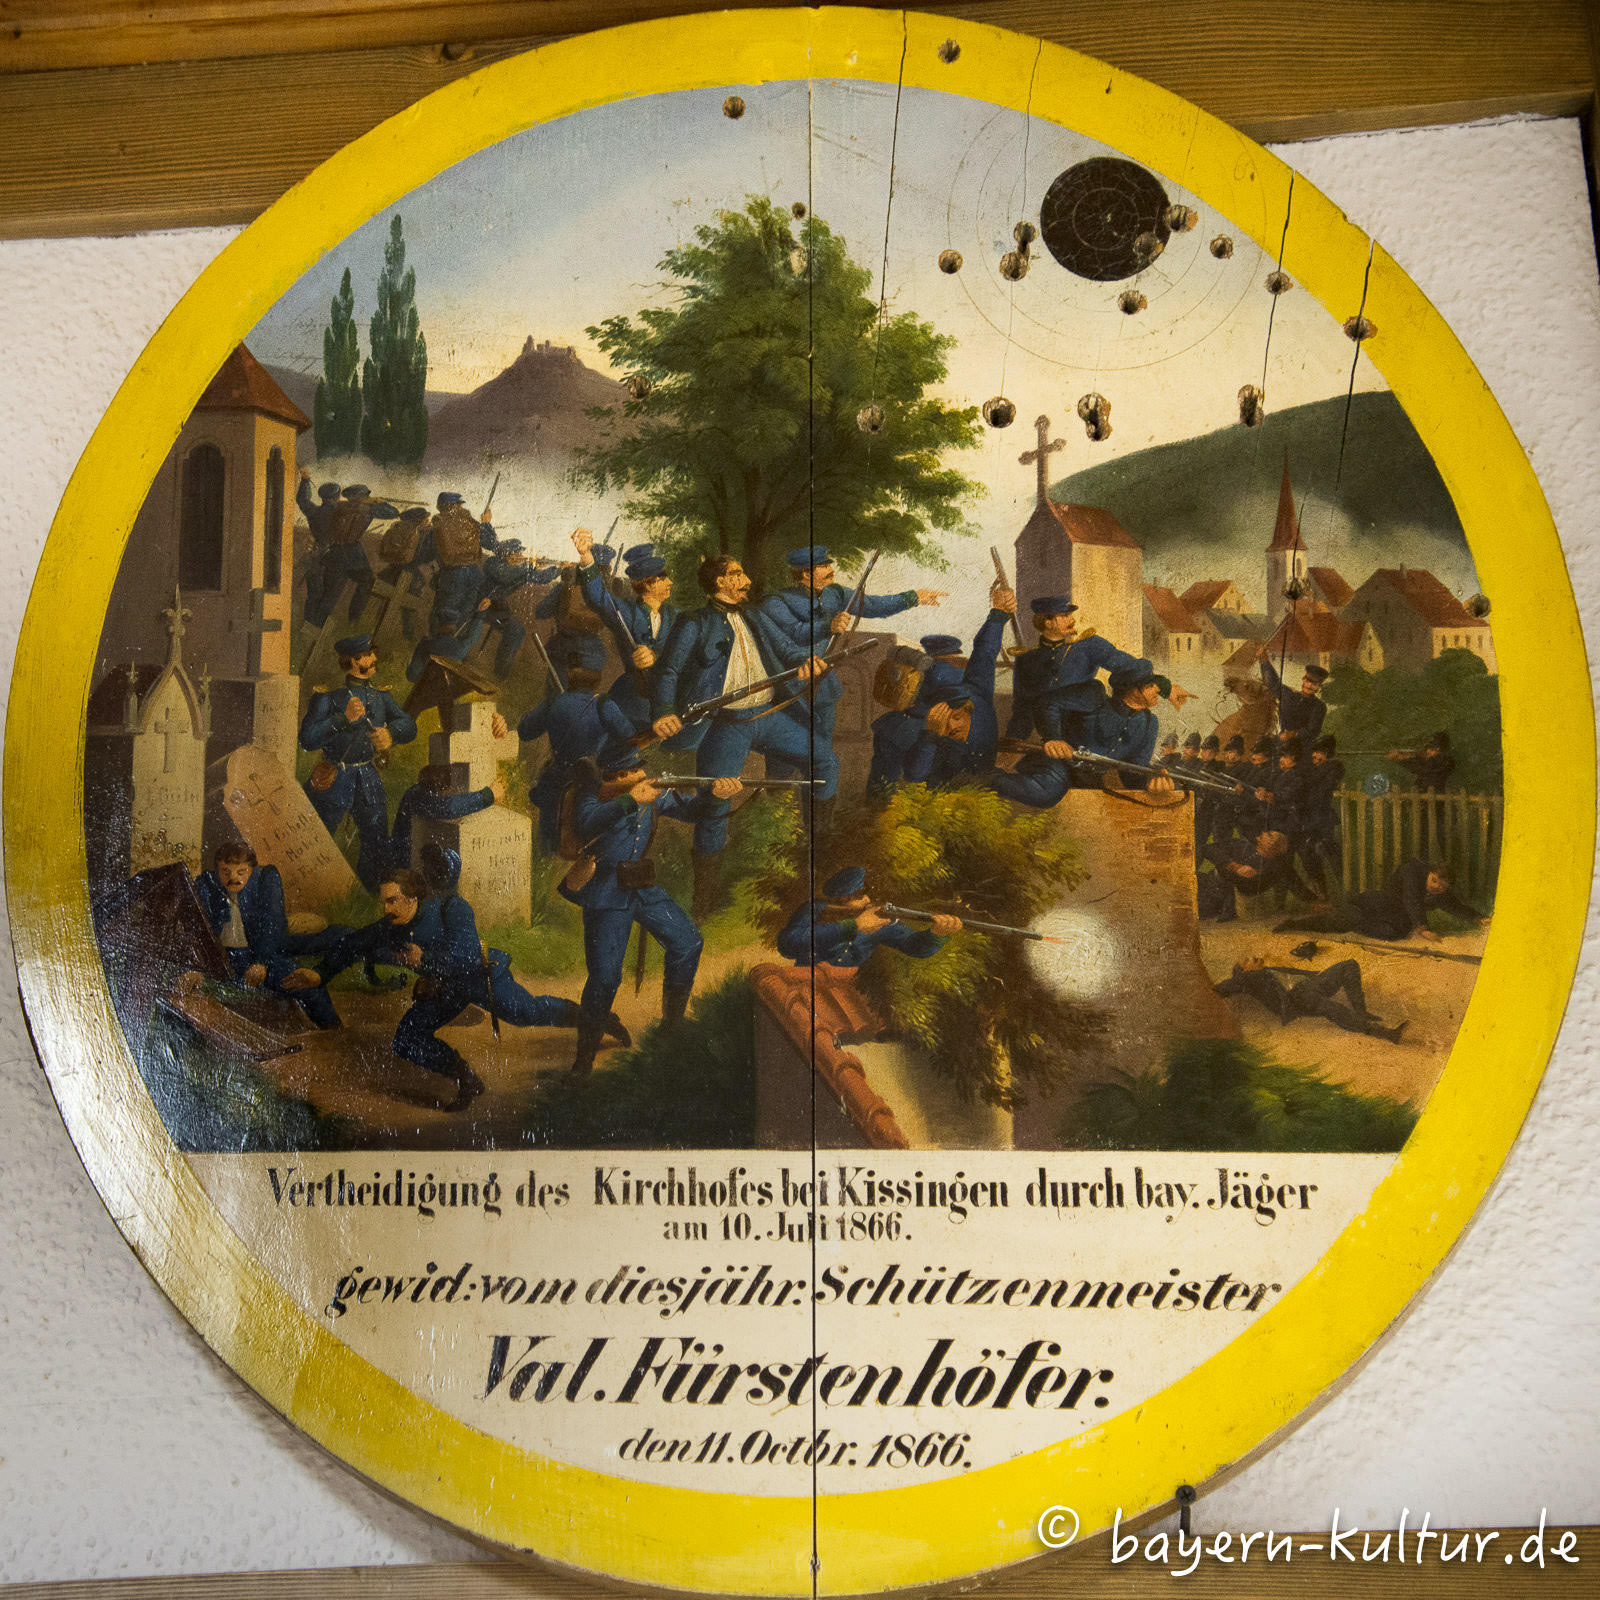 Vertheidigung des Kirchhofes bei Kissingen durch bay. Jäger
am 10. Juli 1866.
gewid: vom diesjähr. Schützenmeister
Val. Fürstenhöfer.
den 11. Octbr. 1866.
© bayern-kultur.de